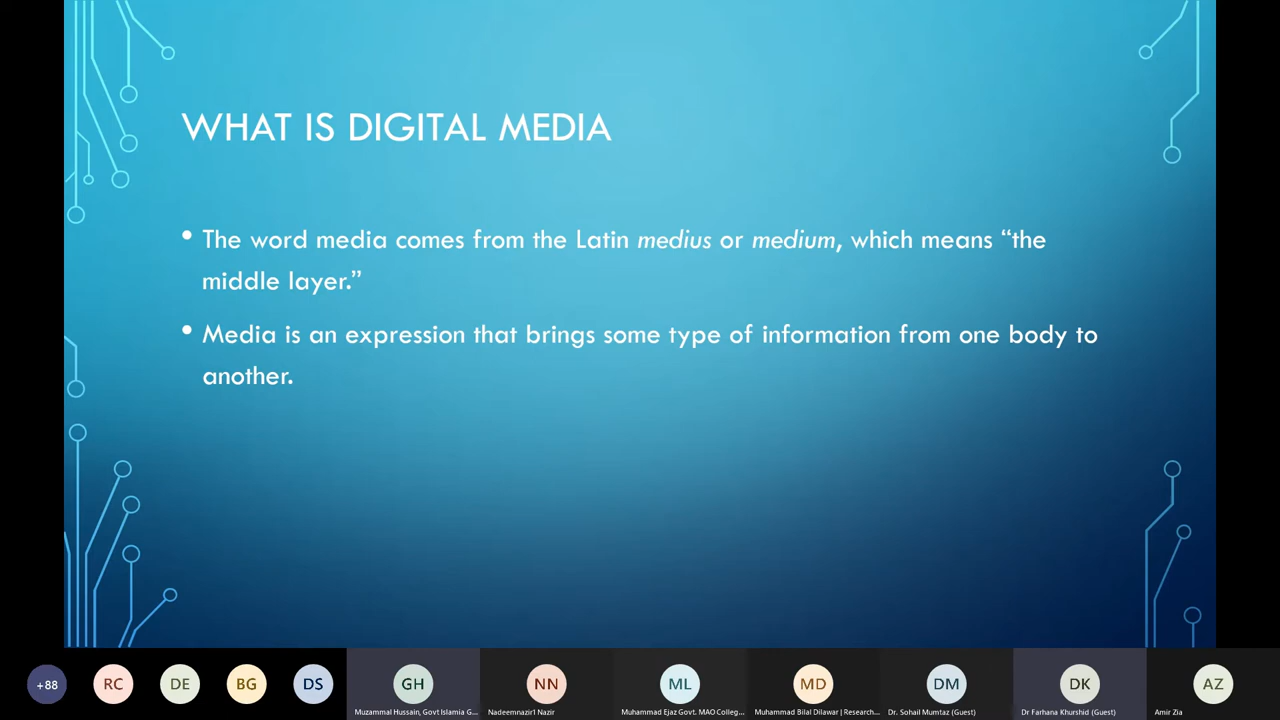 WHAT IS DIGITAL MEDIA
• The word media comes from the Latin medius or medium, which means “the
middle layer.”
• Media is an expression that brings some type of information from one body to
another.
+88
RC
DE
BG
DS
GH
NN
ML
MD
DM
DK
AZ
Muzammal Hussain, Govt Islamia G...
Nadeemnazir1 Nazir
Muhammad Ejaz Govt. MAO Colleg...
Muhammad Bilal Dilawar | Research...
Dr. Sohail Mumtaz (Guest)
Dr Farhana Khurshid (Guest)
Amir Zia